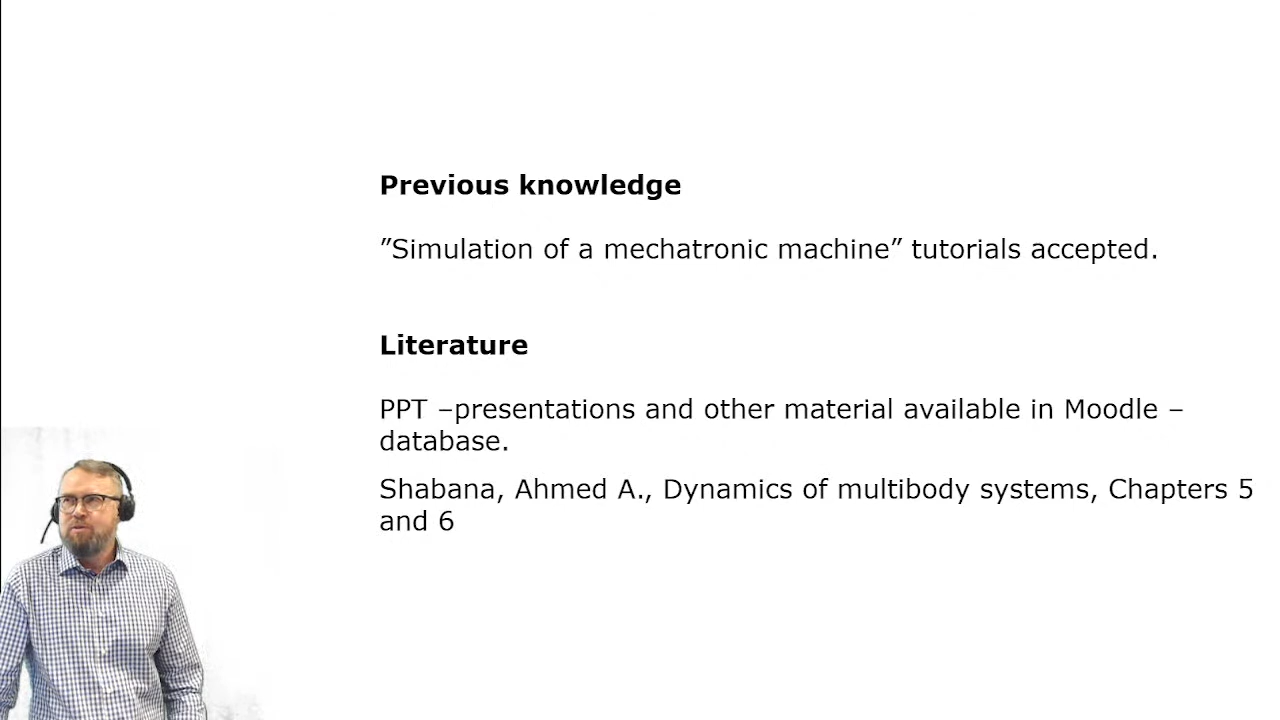 Previous knowledge
”Simulation of a mechatronic machine” tutorials accepted.
Literature
PPT –presentations and other material available in Moodle –
database.
Shabana, Ahmed A., Dynamics of multibody systems, Chapters 5
and 6